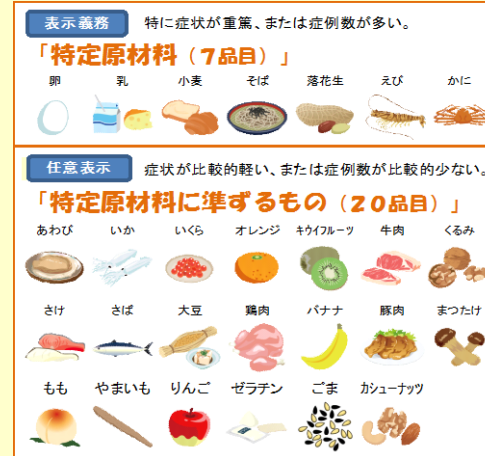 表示義務 特に症状が重篤、または症例数が多い。
「特定原材料（7品目）」
卵 乳 小麦 そば 落花生 えび かに
任意表示 症状が比較的軽い、または症例数が比較的少ない。
「特定原材料に準ずるもの（20品目）」
あわび いか いくら オレンジ キウイフルーツ 牛肉 くるみ
さけ さば 大豆 鶏肉 バナナ 豚肉 まつたけ
もも やまいも りんご ゼラチン ごま カシューナッツ